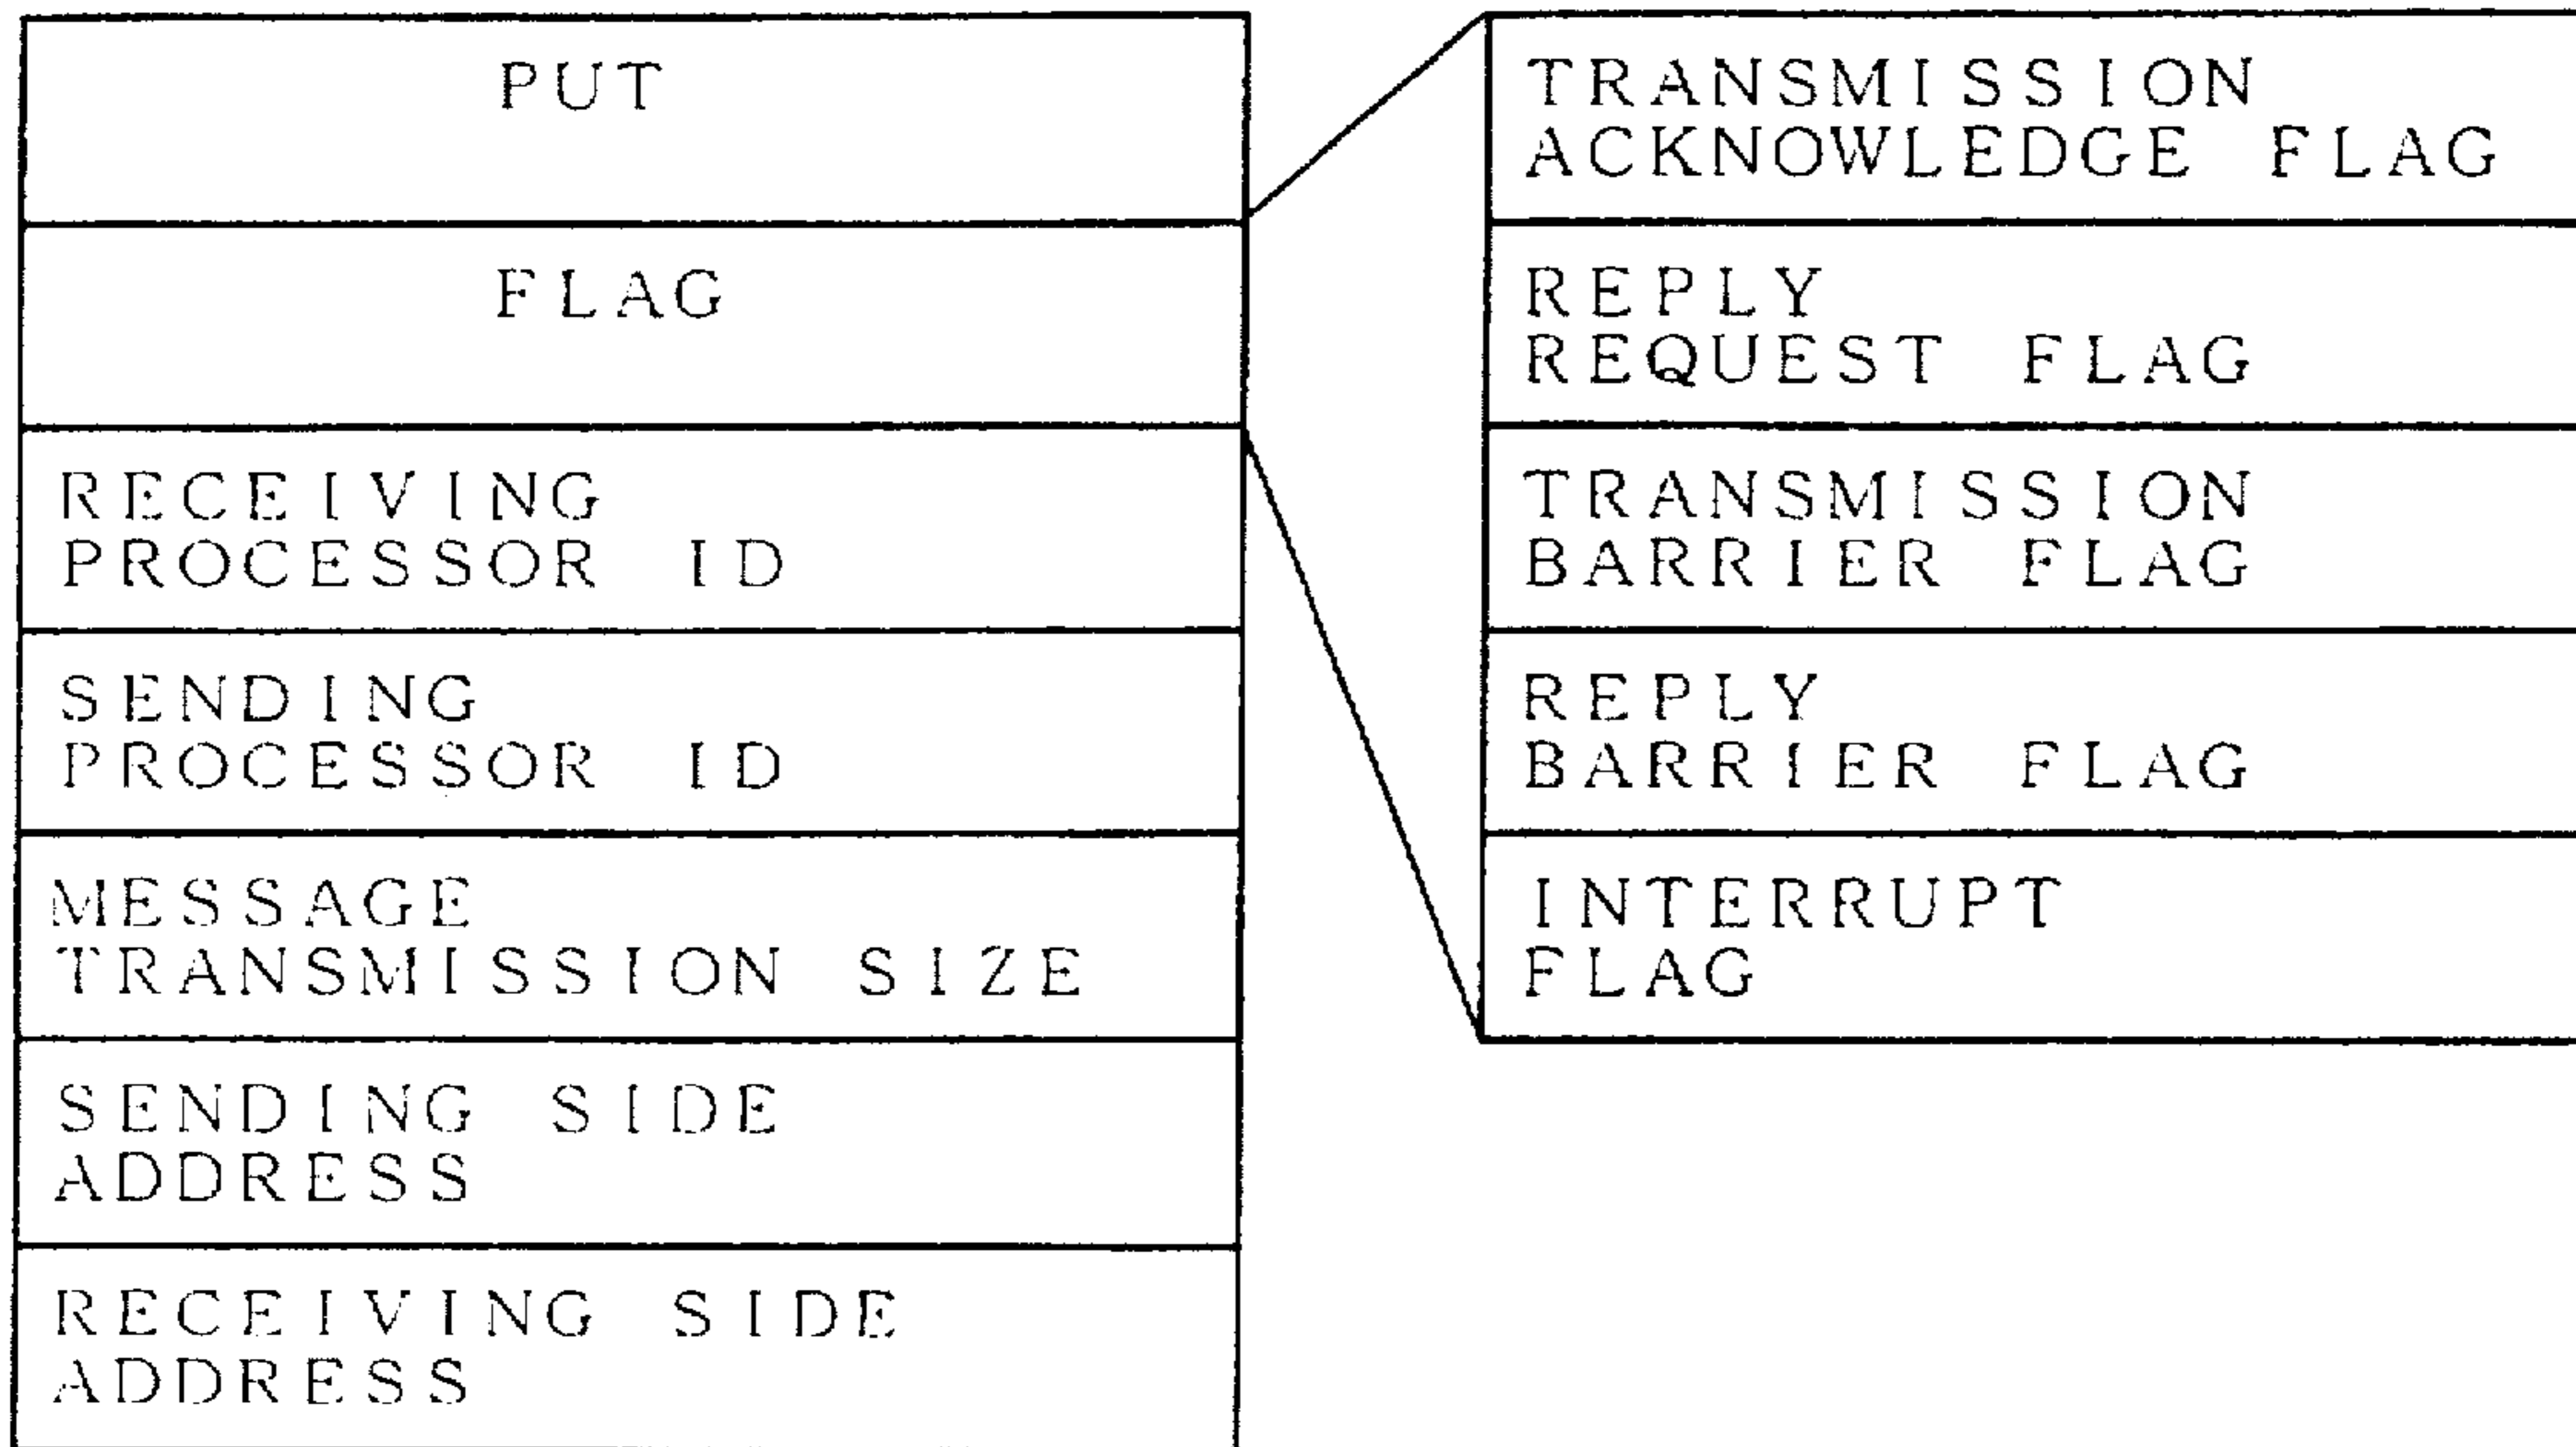 PUT
FLAG
RECEIVING
PROCESSOR ID
SENDING
PROCESSOR ID
MESSAGE
TRANSMISSION SIZE
SENDING SIDE
ADDRESS
RECEIVING SIDE
ADDRESS
TRANSMISSION
ACKNOWLEDGE FLAG
REPLY
REQUEST FLAG
TRANSMISSION
BARRIER FLAG
REPLY
BARRIER FLAG
INTERRUPT
FLAG